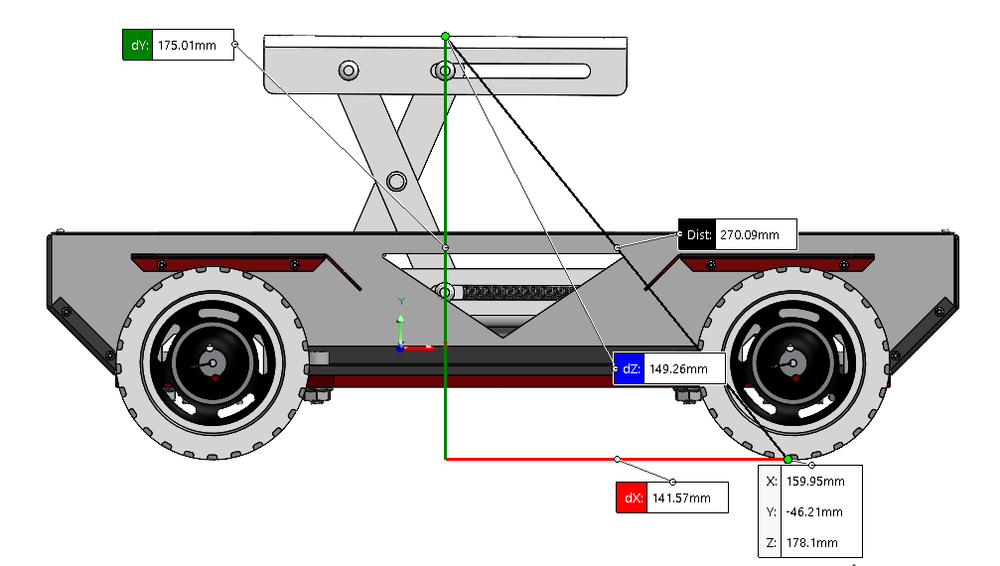 dY: 175.01mm
Dist: 270.09mm
Y
dZ: 149.26mm
dX: 141.57mm
X: 159.95mm
Y: -46.21mm
Z: 178.1mm